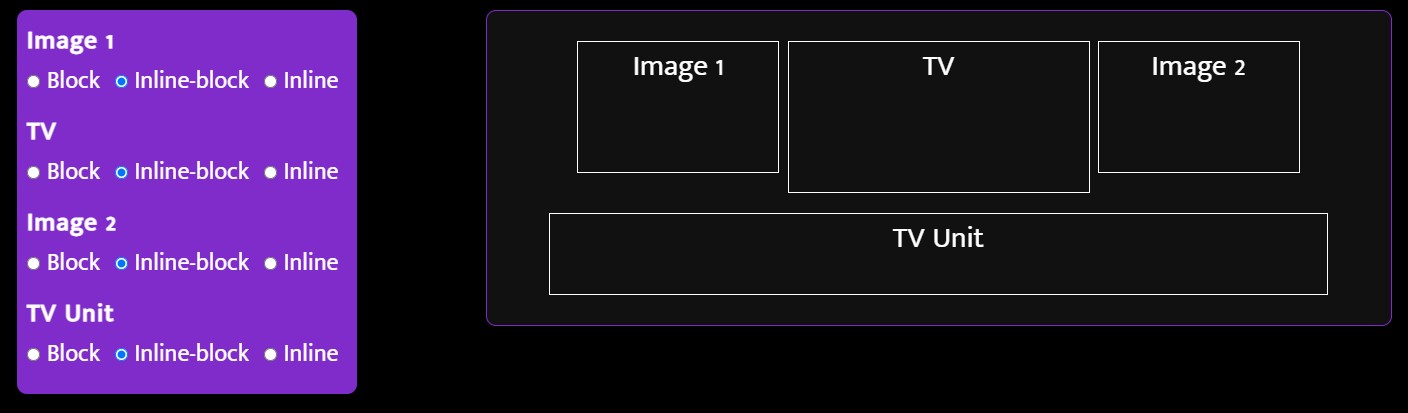 Image 1
Block Inline-block Inline
TV
Block Inline-block Inline
Image 2
Block Inline-block Inline
TV Unit
Block Inline-block Inline
Image 1 TV Image 2
TV Unit